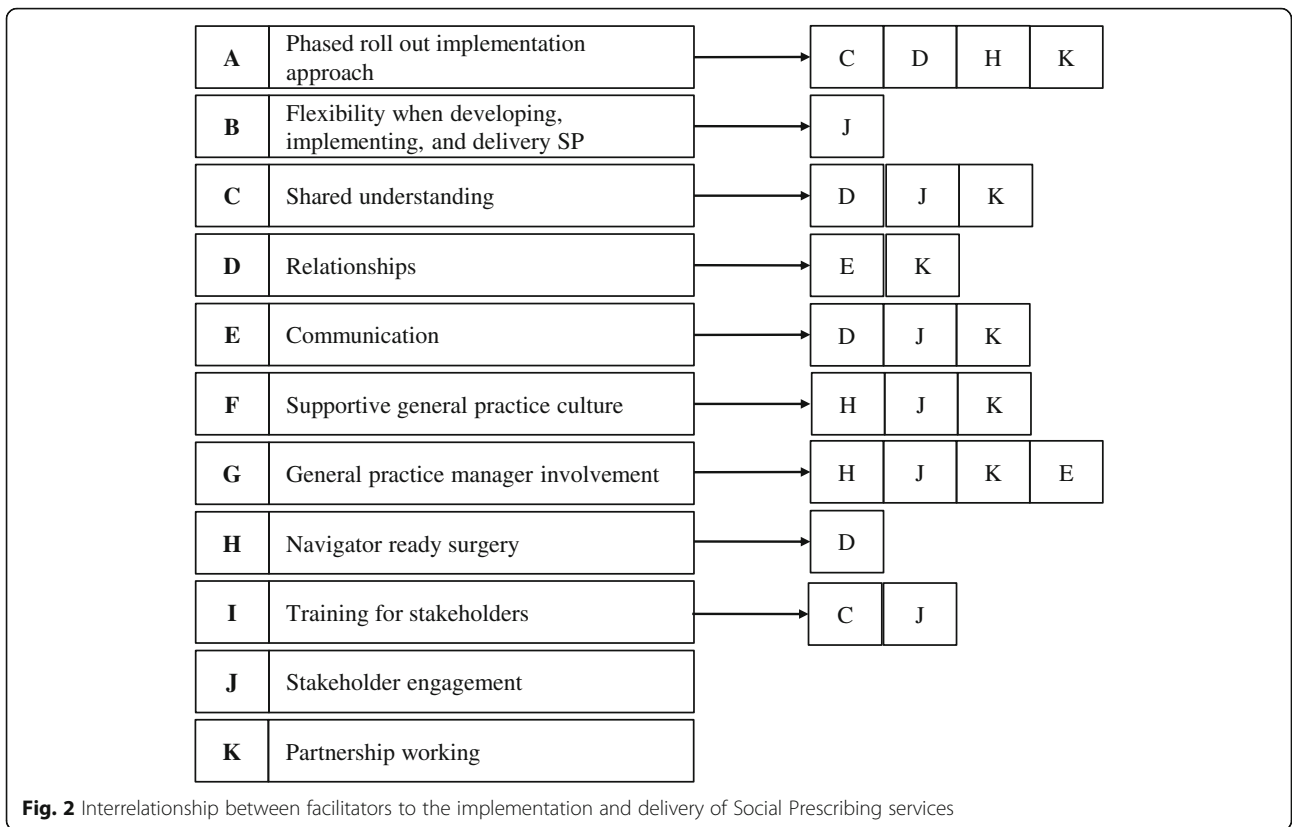 A Phased roll out implementation
approach
C D H K
B Flexibility when developing,
implementing, and delivery SP
J
C Shared understanding D J K
D Relationships E K
E Communication D J K
F Supportive general practice culture H J K
G General practice manager involvement H J K E
H Navigator ready surgery D
I Training for stakeholders C J
J Stakeholder engagement
K Partnership working
Fig. 2 Interrelationship between facilitators to the implementation and delivery of Social Prescribing services